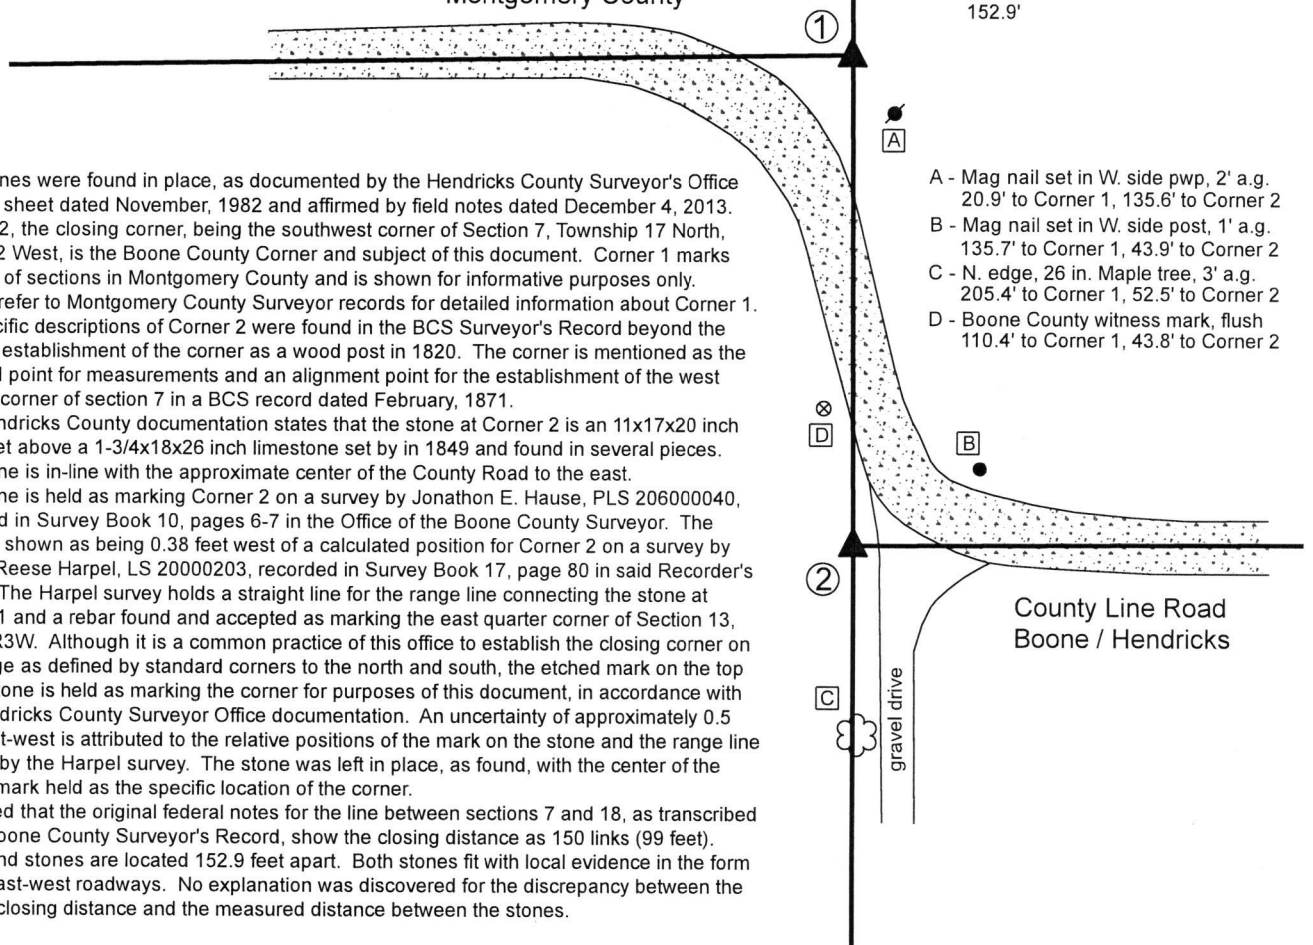 Montgomery County
152.9'
1
A
nes were found in place, as documented by the Hendricks County Surveyor's Office
sheet dated November, 1982 and affirmed by field notes dated December 4, 2013.
2, the closing corner, being the southwest corner of Section 7, Township 17 North,
2 West, is the Boone County Corner and subject of this document. Corner 1 marks
of sections in Montgomery County and is shown for informative purposes only.
refer to Montgomery County Surveyor records for detailed information about Corner 1.
cific descriptions of Corner 2 were found in the BCS Surveyor's Record beyond the
establishment of the corner as a wood post in 1820. The corner is mentioned as the
l point for measurements and an alignment point for the establishment of the west
corner of section 7 in a BCS record dated February, 1871.
ndricks County documentation states that the stone at Corner 2 is an 11x17x20 inch
et above a 1-3/4x18x26 inch limestone set by in 1849 and found in several pieces.
ne is in-line with the approximate center of the County Road to the east.
ne is held as marking Corner 2 on a survey by Jonathon E. Hause, PLS 206000040,
d in Survey Book 10, pages 6-7 in the Office of the Boone County Surveyor. The
shown as being 0.38 feet west of a calculated position for Corner 2 on a survey by
Reese Harpel, LS 20000203, recorded in Survey Book 17, page 80 in said Recorder's
The Harpel survey holds a straight line for the range line connecting the stone at
1 and a rebar found and accepted as marking the east quarter corner of Section 13,
R3W. Although it is a common practice of this office to establish the closing corner on
ge as defined by standard corners to the north and south, the etched mark on the top
tone is held as marking the corner for purposes of this document, in accordance with
dricks County Surveyor Office documentation. An uncertainty of approximately 0.5
t-west is attributed to the relative positions of the mark on the stone and the range line
by the Harpel survey. The stone was left in place, as found, with the center of the
mark held as the specific location of the corner.
ed that the original federal notes for the line between sections 7 and 18, as transcribed
oone County Surveyor's Record, show the closing distance as 150 links (99 feet).
nd stones are located 152.9 feet apart. Both stones fit with local evidence in the form
ast-west roadways. No explanation was discovered for the discrepancy between the
closing distance and the measured distance between the stones.
A - Mag nail set in W. side pwp, 2' a.g.
20.9' to Corner 1, 135.6' to Corner 2
B - Mag nail set in W. side post, 1' a.g.
135.7' to Corner 1, 43.9' to Corner 2
C - N. edge, 26 in. Maple tree, 3' a.g.
205.4' to Corner 1, 52.5' to Corner 2
D - Boone County witness mark, flush
110.4' to Corner 1, 43.8' to Corner 2
D
B
2
County Line Road
Boone / Hendricks
C
gravel drive